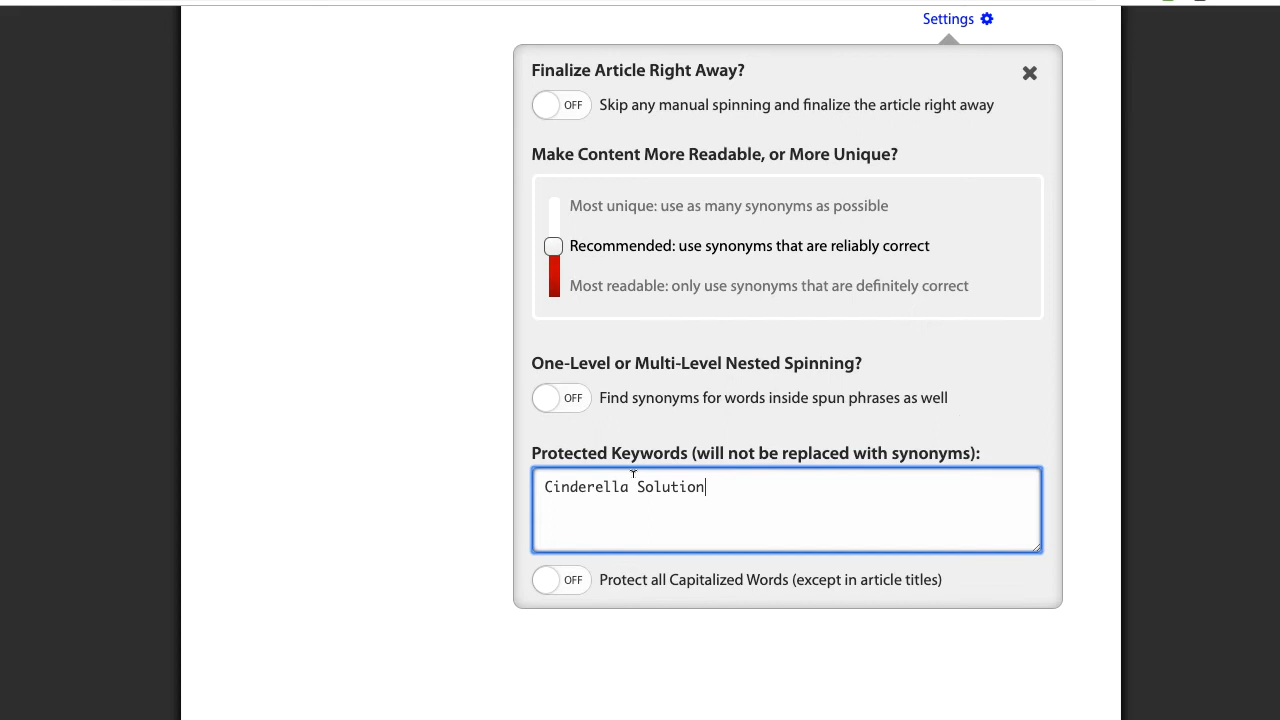 Settings
Finalize Article Right Away?
OFF Skip any manual spinning and finalize the article right away
Make Content More Readable, or More Unique?
Most unique: use as many synonyms as possible
Recommended: use synonyms that are reliably correct
Most readable: only use synonyms that are definitely correct
One-Level or Multi-Level Nested Spinning?
OFF Find synonyms for words inside spun phrases as well
Protected Keywords (will not be replaced with synonyms):
Cinderella Solution
OFF Protect all Capitalized Words (except in article titles)